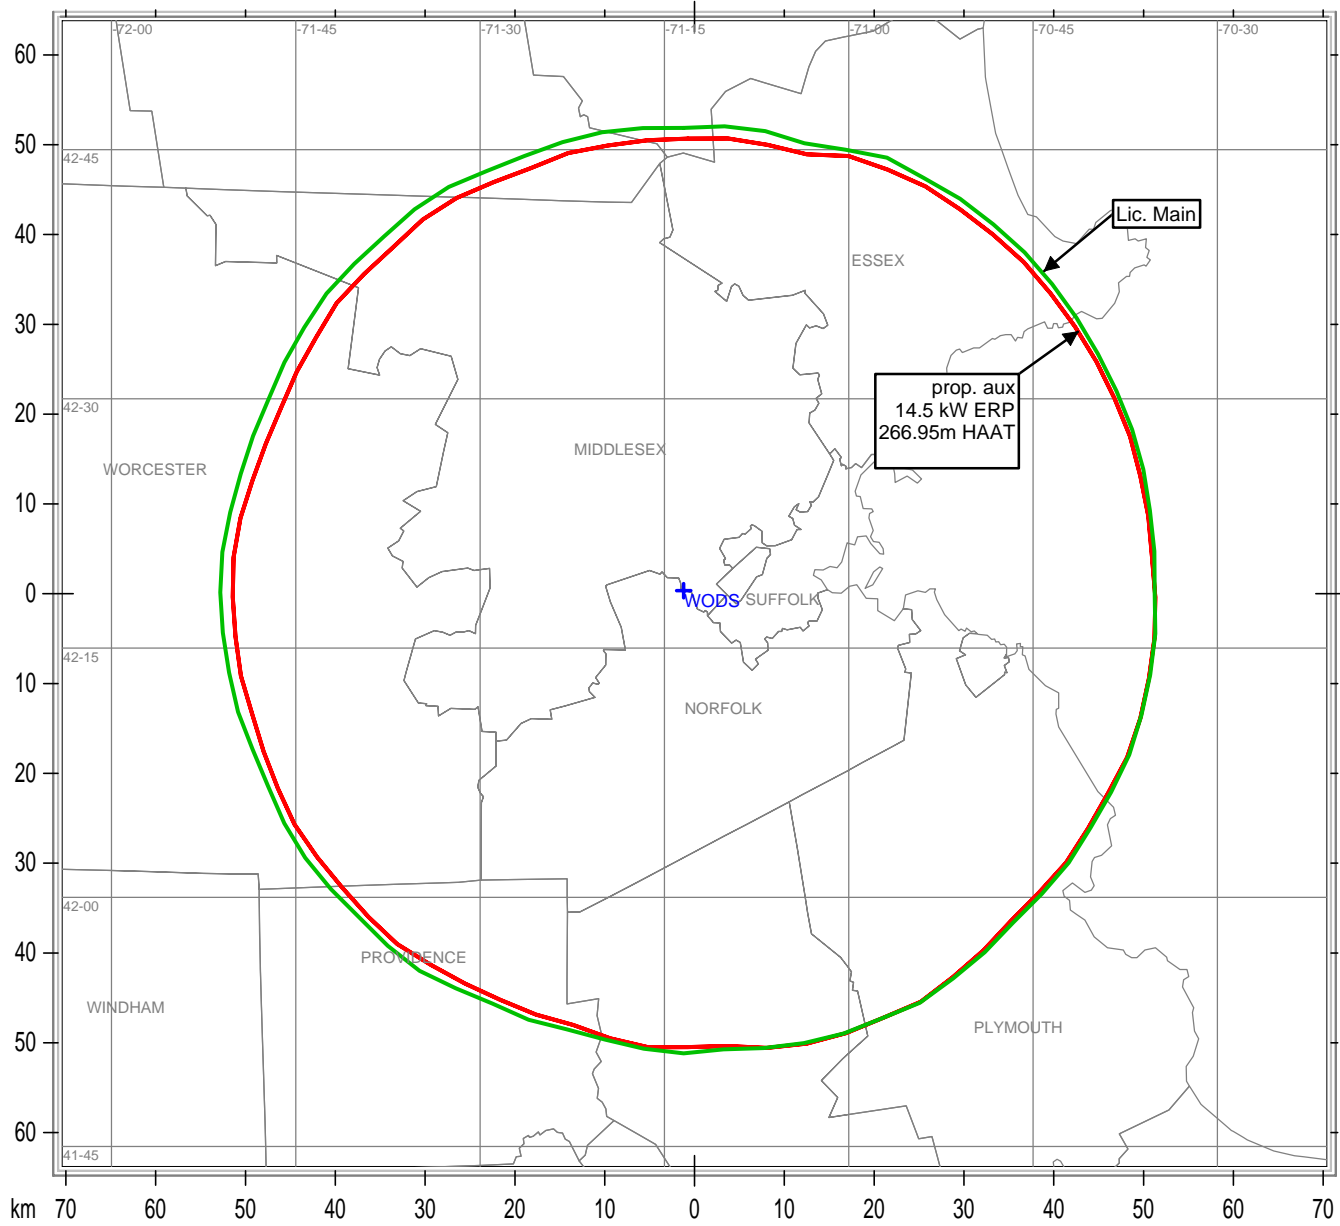 -72-00 -71-45 -71-30 -71-15 -71-00 -70-45 -70-30
60
50
42-45
Lic. Main
40
ESSEX
30
prop. aux
14.5 kW ERP
266.95m HAAT
20
42-30
MIDDLESEX
WORCESTER
10
0
WODS SUFFOLK
42-15
10
NORFOLK
20
30
42-00
40
PROVIDENCE
WINDHAM
PLYMOUTH
50
60
41-45
km 70 60 50 40 30 20 10 0 10 20 30 40 50 60 70